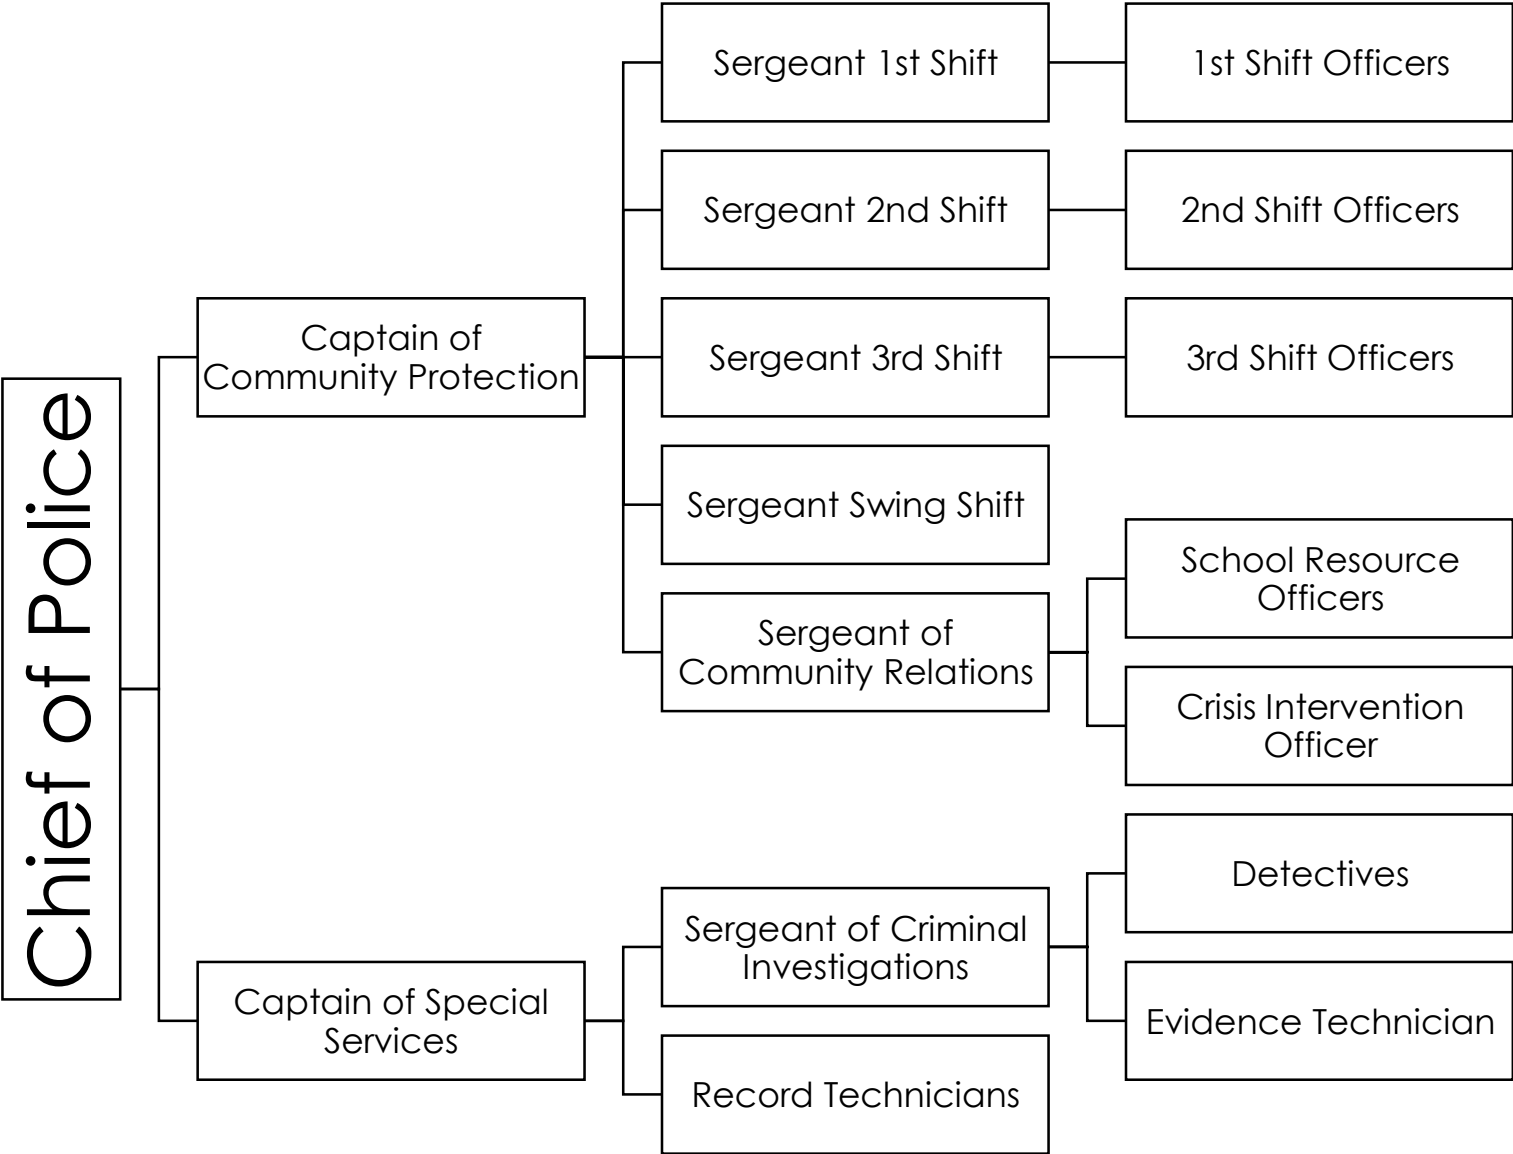 Chief of Police
Captain of
Community Protection
Sergeant 1st Shift
1st Shift Officers
Sergeant 2nd Shift
2nd Shift Officers
Sergeant 3rd Shift
3rd Shift Officers
Sergeant Swing Shift
Sergeant of
Community Relations
School Resource
Officers
Crisis Intervention
Officer
Captain of Special
Services
Sergeant of Criminal
Investigations
Detectives
Evidence Technician
Record Technicians